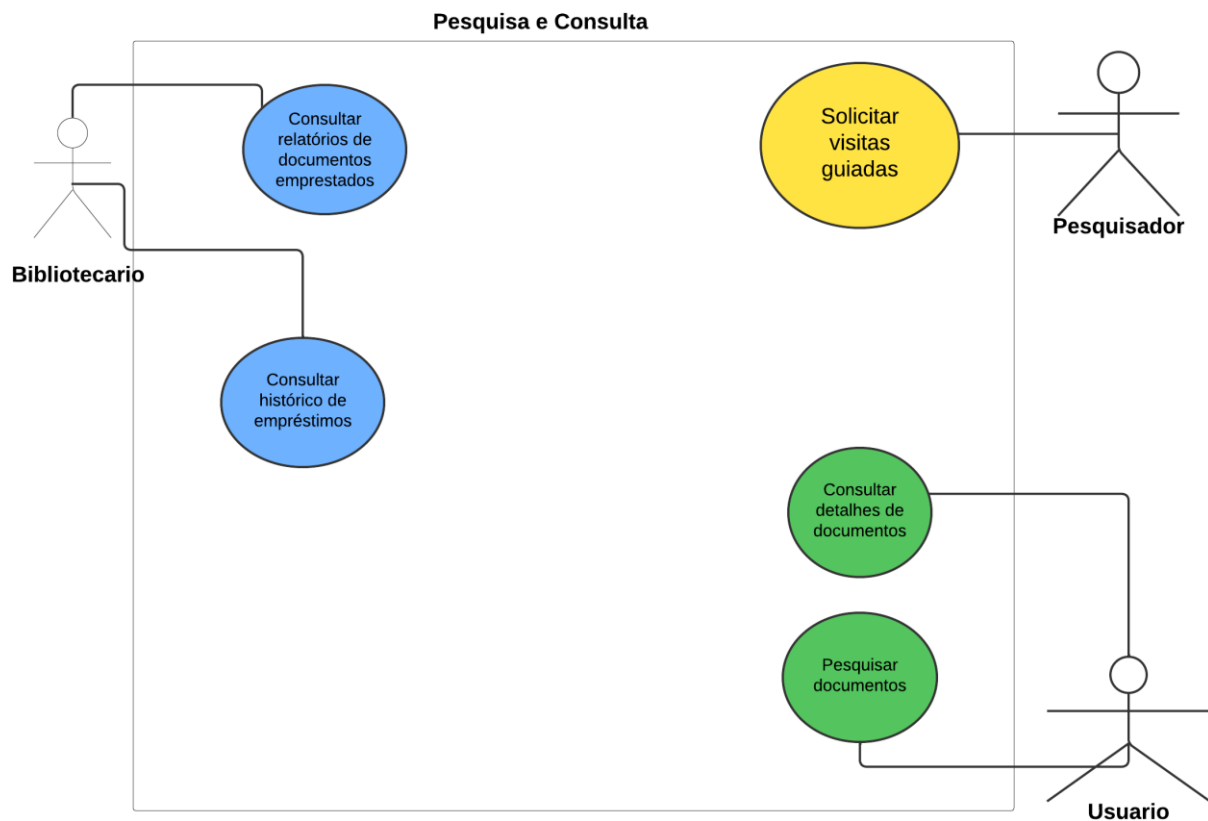 Pesquisa e Consulta
Consultar
relatórios de
documentos
emprestados
Solicitar
visitas
guiadas
Pesquisador
Bibliotecario
Consultar
histórico de
empréstimos
Consultar
detalhes de
documentos
Pesquisar
documentos
Usuario